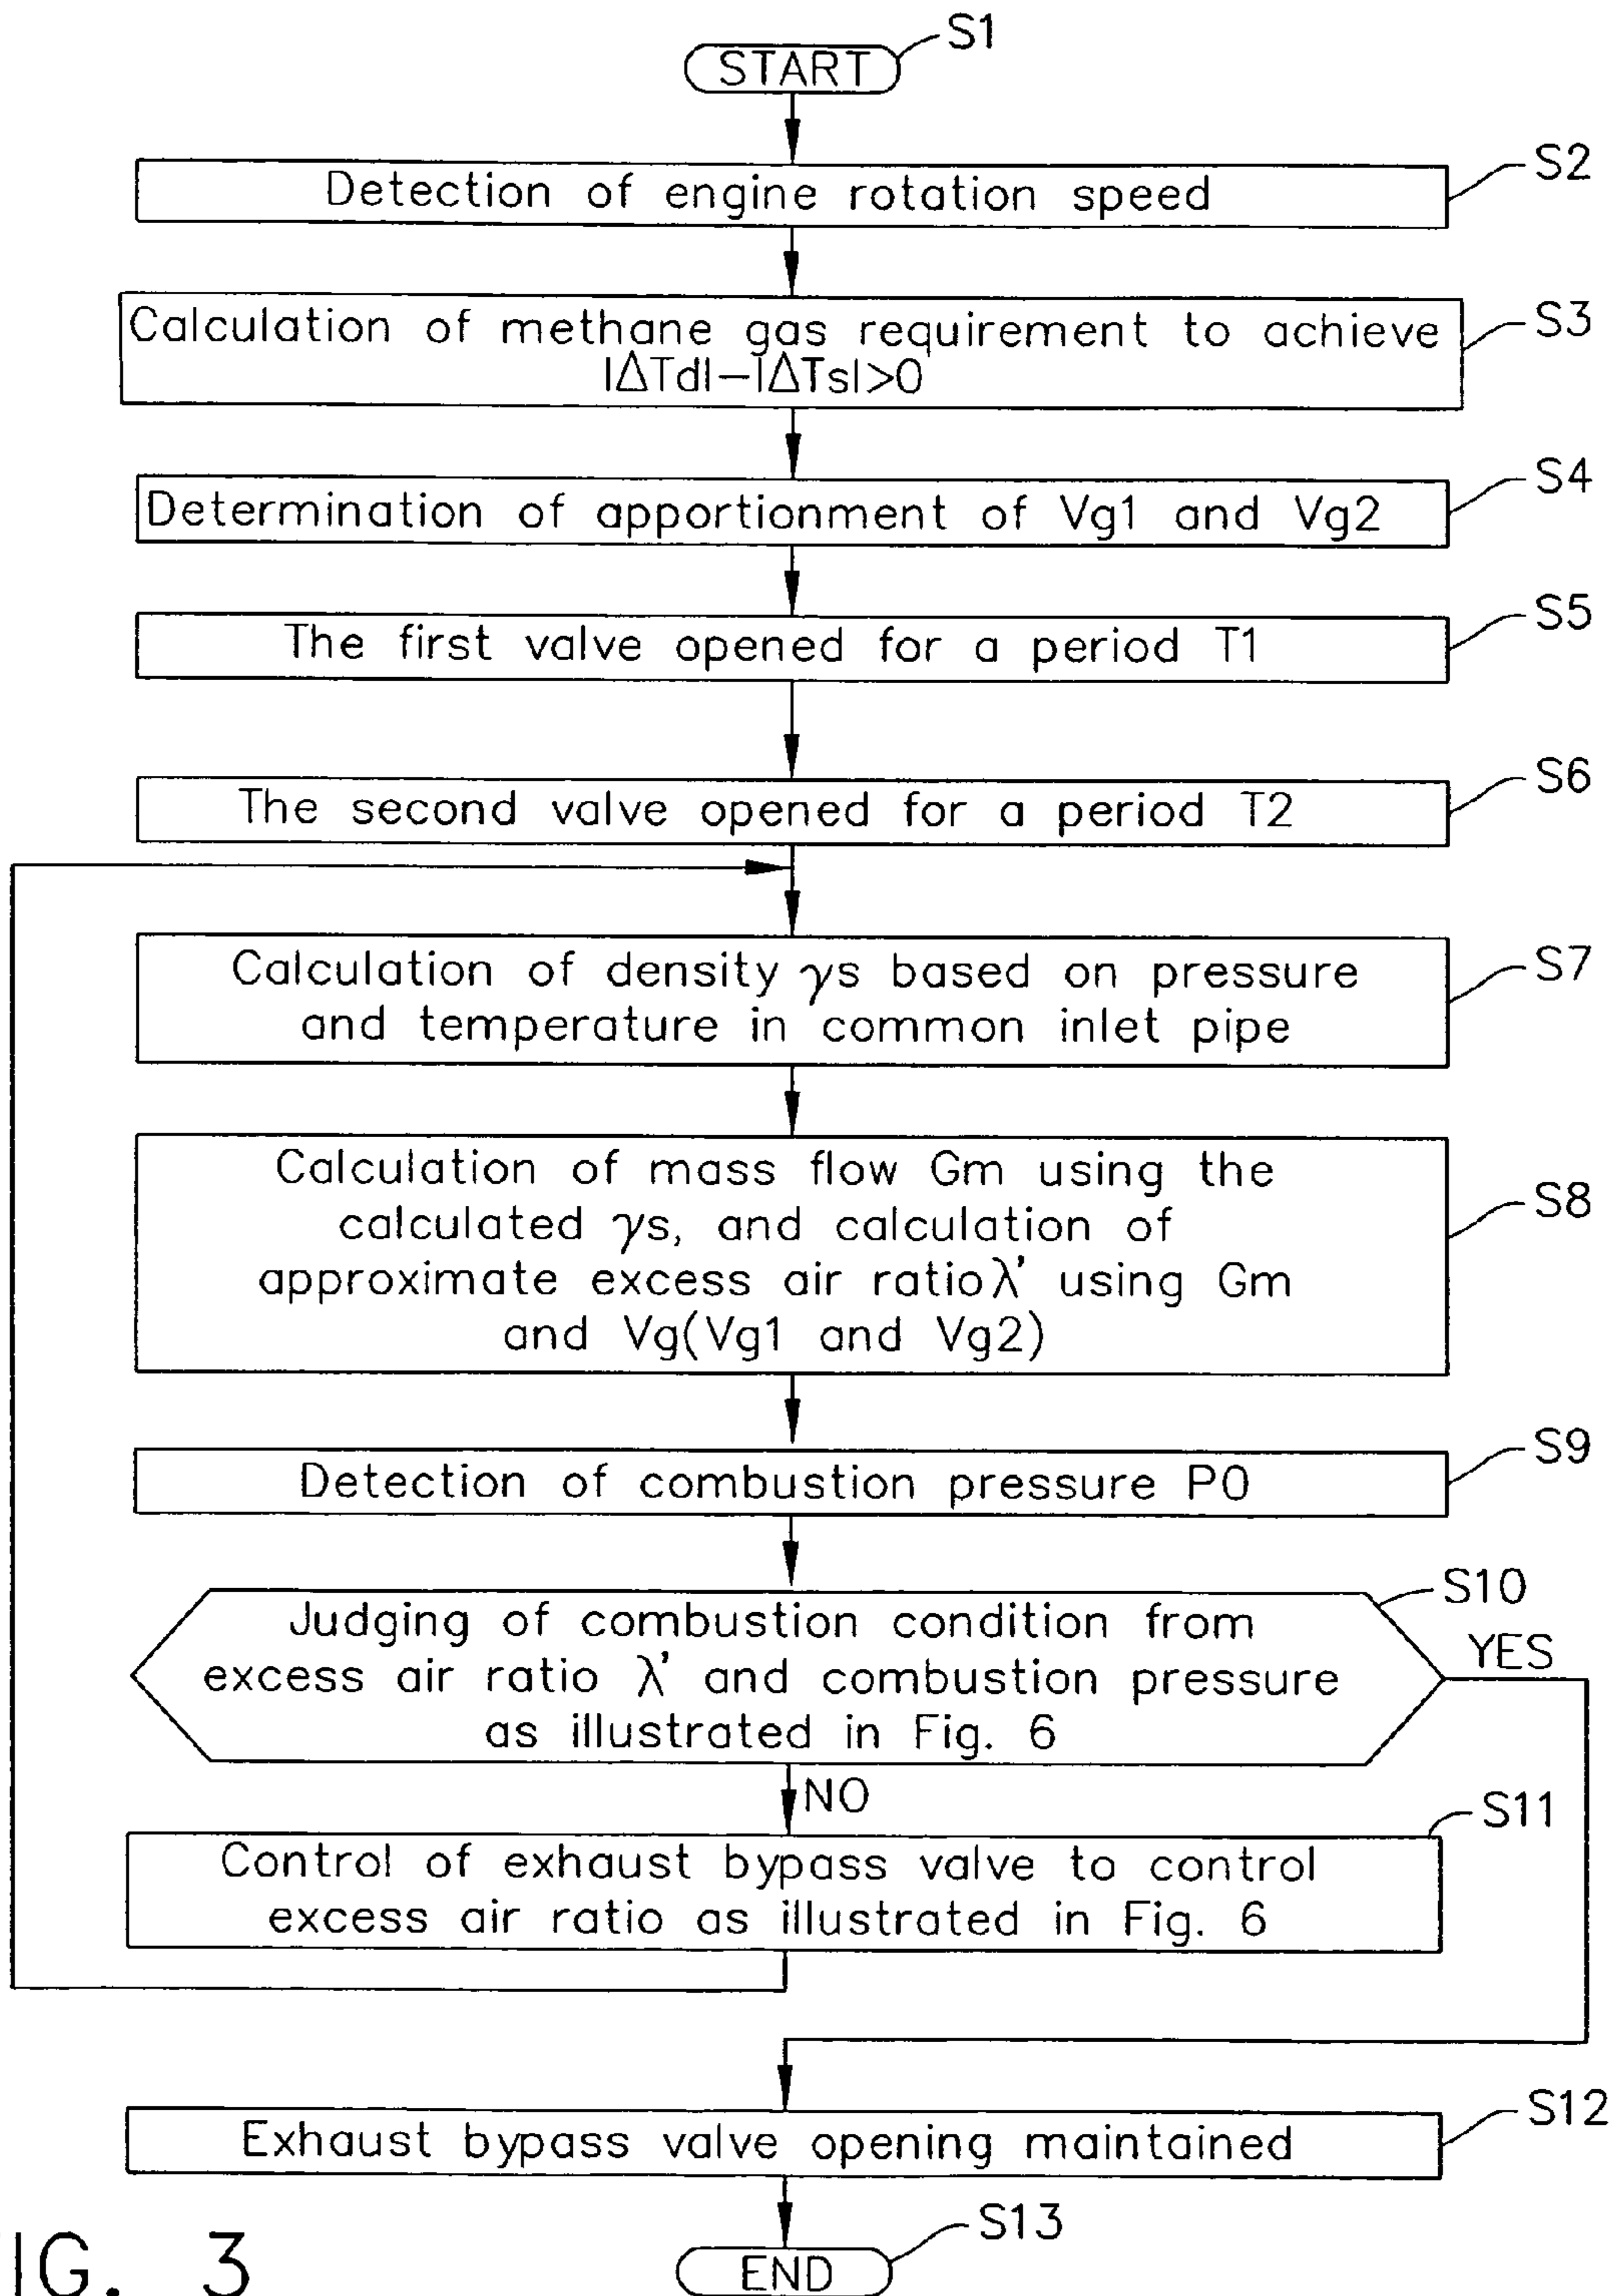 START
S1
Detection of engine rotation speed
S2
Calculation of methane gas requirement to achieve
|ΔTd|-|ΔTs|>0
S3
Determination of apportionment of Vg1 and Vg2
S4
The first valve opened for a period T1
S5
The second valve opened for a period T2
S6
Calculation of density γs based on pressure
and temperature in common inlet pipe
S7
Calculation of mass flow Gm using the
calculated γs, and calculation of
approximate excess air ratio λ' using Gm
and Vg(Vg1 and Vg2)
S8
Detection of combustion pressure P0
S9
Judging of combustion condition from
excess air ratio λ' and combustion pressure
as illustrated in Fig. 6
S10
YES
NO
Control of exhaust bypass valve to control
excess air ratio as illustrated in Fig. 6
S11
Exhaust bypass valve opening maintained
S12
END
S13
IG. 3